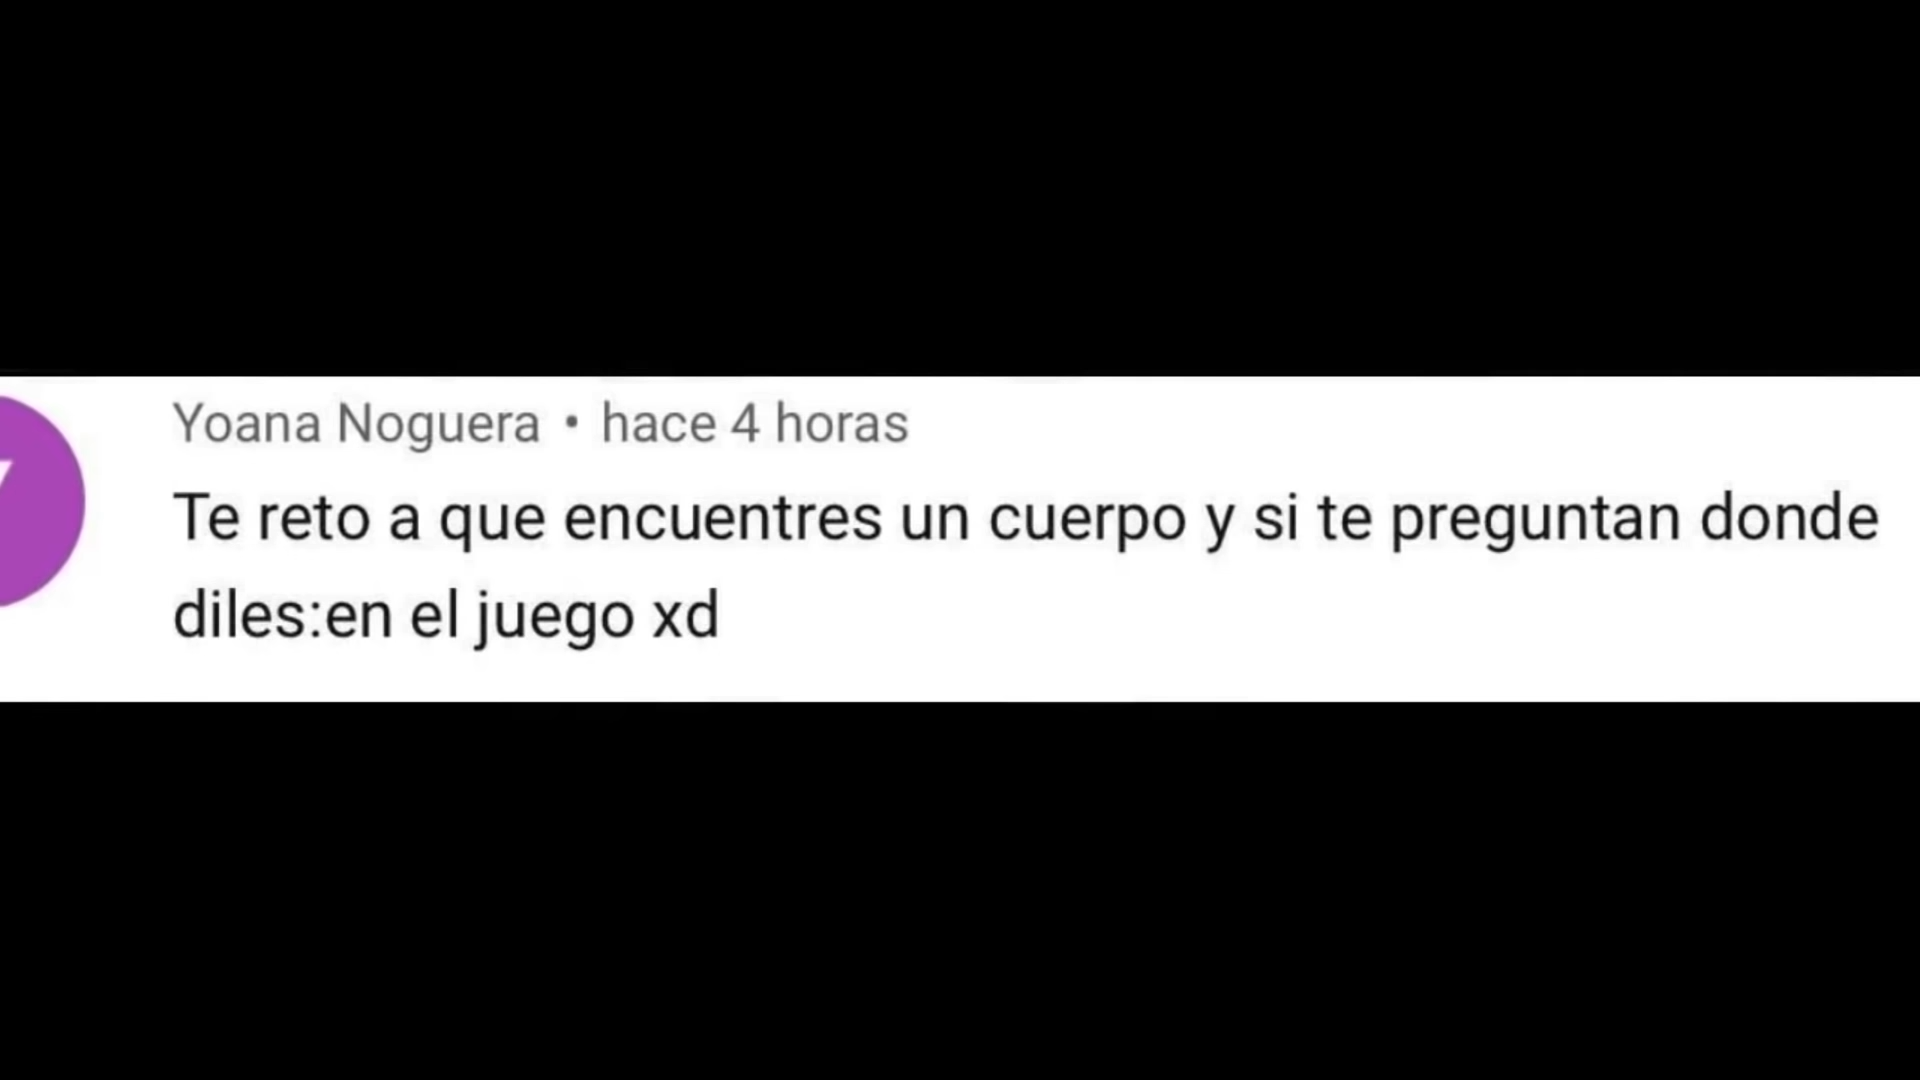 Yoana Noguera • hace 4 horas
Te reto a que encuentres un cuerpo y si te preguntan donde
diles:en el juego xd